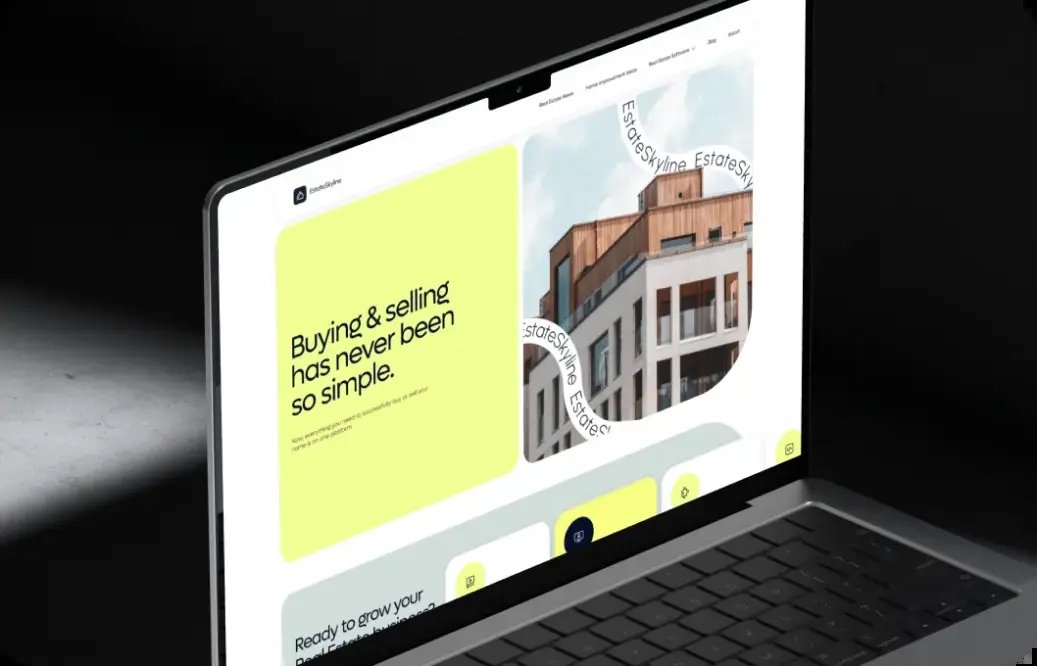 Real Estate News
Home Improvement Ideas
Real Estate Software
Blog
About
EstateSkyline
EstateSkyline EstateSky
Buying & selling
has never been
so simple.
Now, everything you need to successfully buy or sell your
home is on one platform
EstateSkyline EstateS
Ready to grow your
Real Estate business?